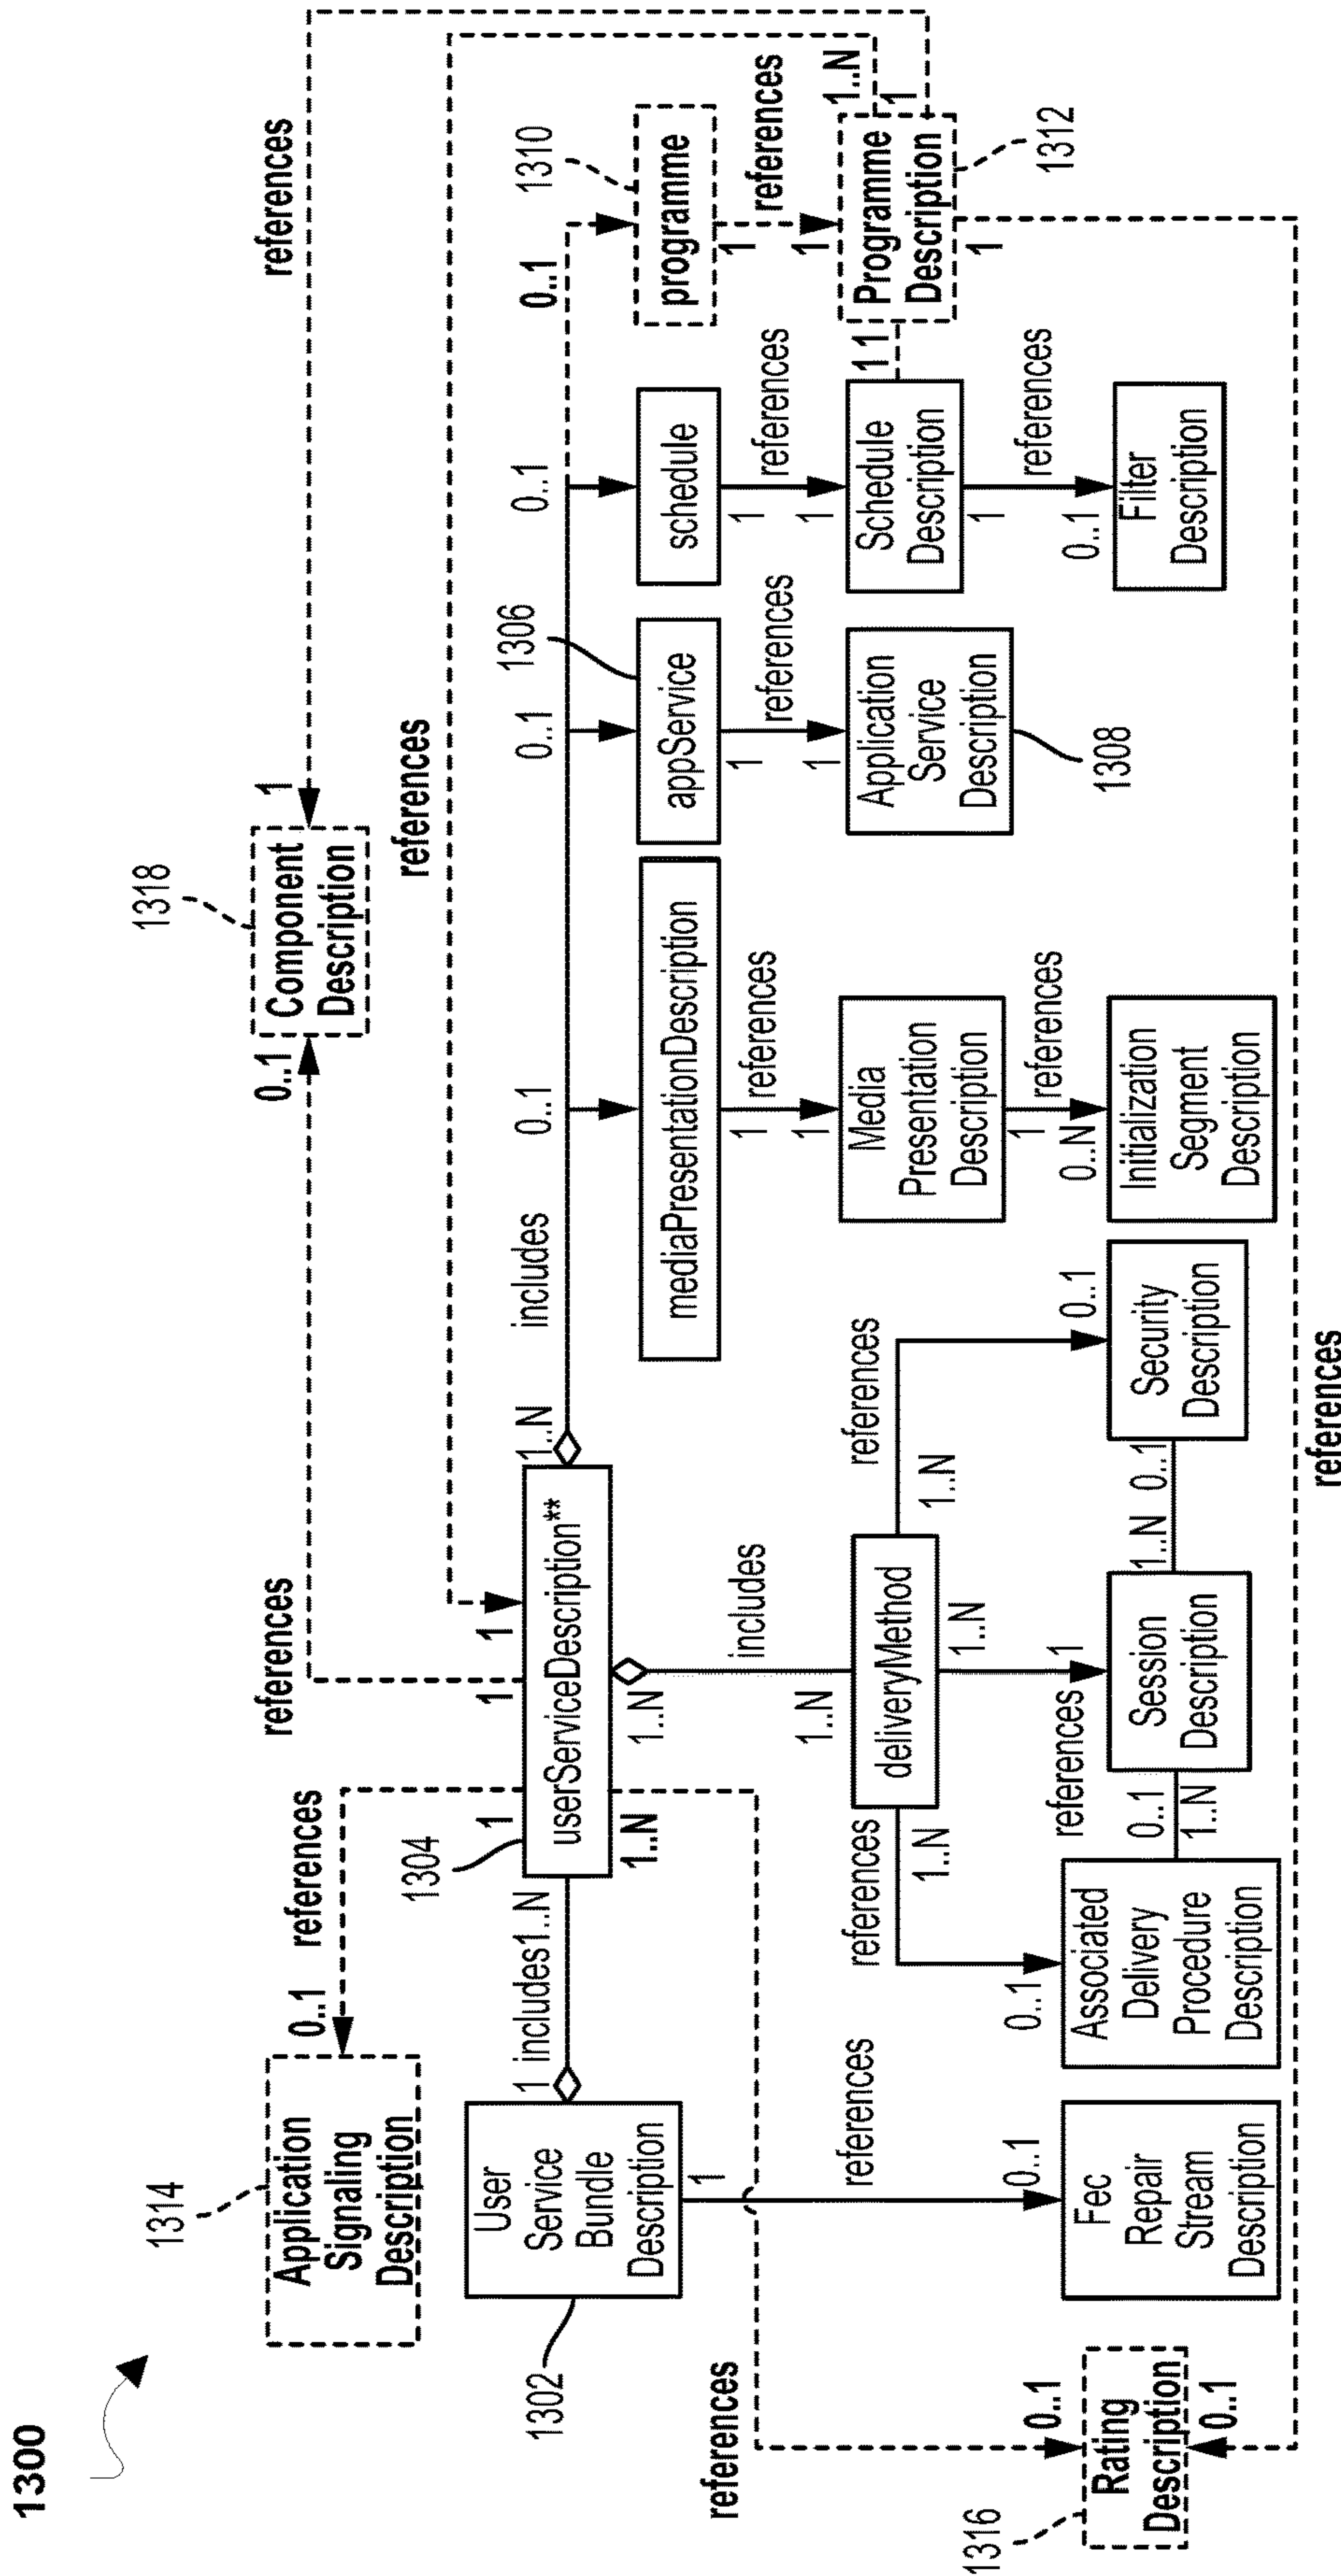 1300
1314
Application
Signaling
Description
0..1
references
1318
Component
Description
0..1
1
references
references
references
1302
User
Service
Bundle
Description
1
includes1..N
1
1304
userServiceDescription**
1
1
1
1..N
1..N
1..N
includes
0..1
0..1
0..1
0..1
mediaPresentationDescription
1306
appService
schedule
1310
programme
1
references
1
1
references
1
1
references
1
1
references
1
Media
Presentation
Description
Application
Service
Description
1308
Schedule
Description
1 1
Programme
Description
1312
1..N
1
1
1
references
0..N
Initialization
Segment
Description
1
references
0..1
Filter
Description
includes
1..N
deliveryMethod
references
1..N
0..1
references
1..N
1
references
1..N
0..1
Associated
Delivery
Procedure
Description
0..1
1..N
Session
Description
1..N
0..1
Security
Description
references
0..1
Fec
Repair
Stream
Description
references
0..1
Rating
Description
0..1
1316
references